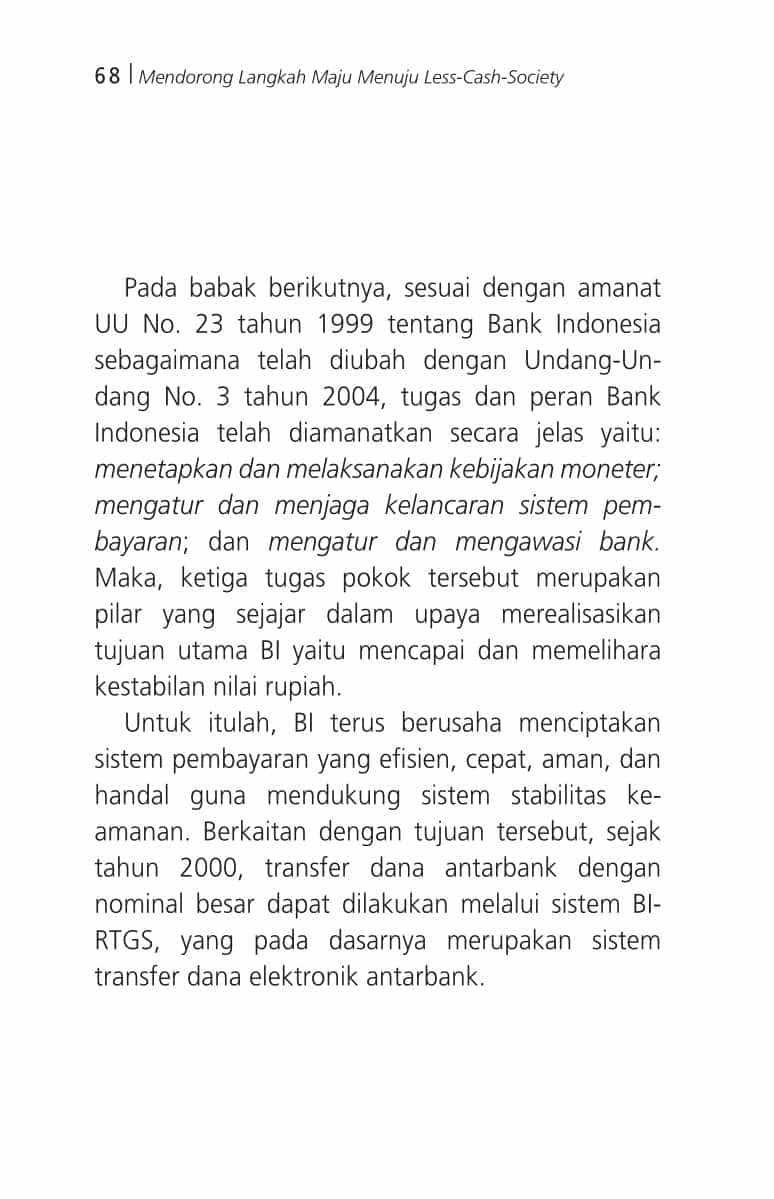 68 | Mendorong Langkah Maju Menuju Less-Cash-Society
Pada babak berikutnya, sesuai dengan amanat
UU No. 23 tahun 1999 tentang Bank Indonesia
sebagaimana telah diubah dengan Undang-Un-
dang No. 3 tahun 2004, tugas dan peran Bank
Indonesia telah diamanatkan secara jelas yaitu:
menetapkan dan melaksanakan kebijakan moneter;
mengatur dan menjaga kelancaran sistem pem-
bayaran; dan mengatur dan mengawasi bank.
Maka, ketiga tugas pokok tersebut merupakan
pilar yang sejajar dalam upaya merealisasikan
tujuan utama BI yaitu mencapai dan memelihara
kestabilan nilai rupiah.
Untuk itulah, BI terus berusaha menciptakan
sistem pembayaran yang efisien, cepat, aman, dan
handal guna mendukung sistem stabilitas ke-
amanan. Berkaitan dengan tujuan tersebut, sejak
tahun 2000, transfer dana antarbank dengan
nominal besar dapat dilakukan melalui sistem BI-
RTGS, yang pada dasarnya merupakan sistem
transfer dana elektronik antarbank.